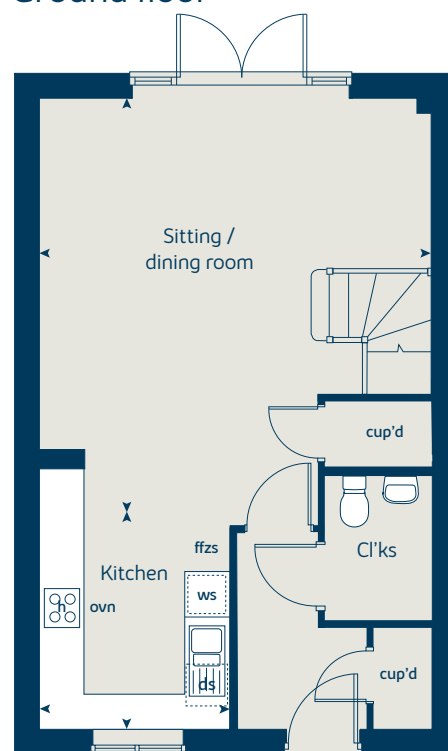 Ground floor
Sitting /
dining room
cup'd
ffzs
Cl'ks
Kitchen
ws
h
ovn
cup'd
ds